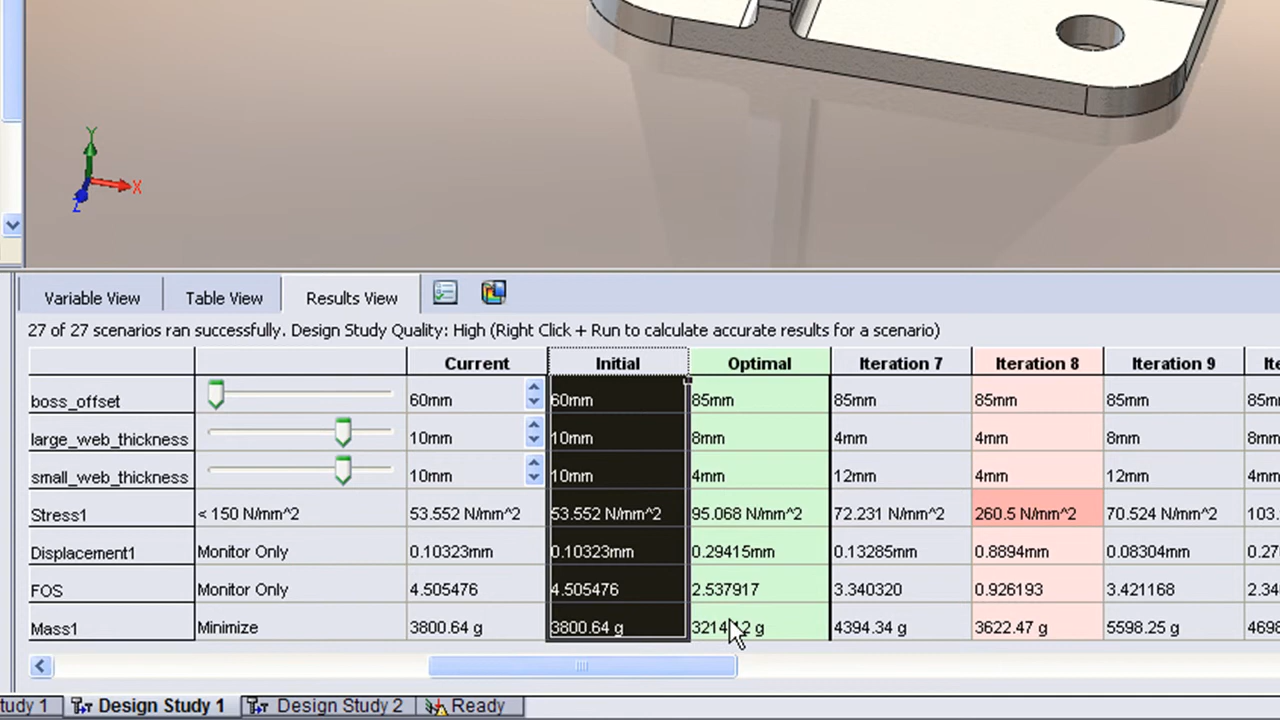 Y
X
Z
Variable View Table View Results View
27 of 27 scenarios ran successfully. Design Study Quality: High (Right Click + Run to calculate accurate results for a scenario)
Current Initial Optimal Iteration 7 Iteration 8 Iteration 9
boss_offset 60mm 60mm 85mm 85mm 85mm 85mm
large_web_thickness 10mm 10mm 8mm 4mm 4mm 8mm
small_web_thickness 10mm 10mm 4mm 12mm 4mm 12mm
Stress1 < 150 N/mm^2 53.552 N/mm^2 53.552 N/mm^2 95.068 N/mm^2 72.231 N/mm^2 260.5 N/mm^2 70.524 N/mm^2 103.
Displacement1 Monitor Only 0.10323mm 0.10323mm 0.29415mm 0.13285mm 0.8894mm 0.08304mm
FOS Monitor Only 4.505476 4.505476 2.537917 3.340320 0.926193 3.421168
Mass1 Minimize 3800.64 g 3800.64 g g 4394.34 g 3622.47 g 5598.25 g 4698
tudy 1 Design Study 1 Design Study 2 Ready